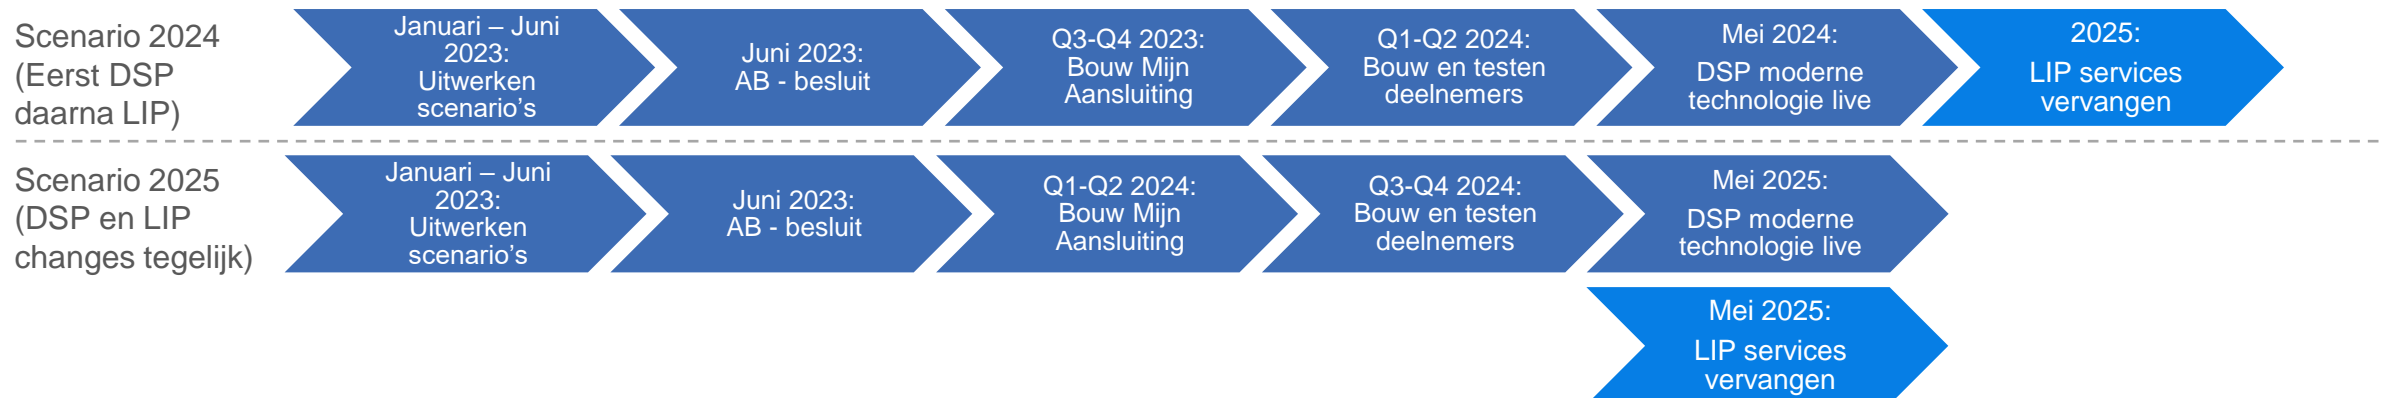 Scenario 2024
(Eerst DSP
daarna LIP)
Januari – Juni
2023:
Uitwerken
scenario's
Juni 2023:
AB - besluit
Q3-Q4 2023:
Bouw Mijn
Aansluiting
Q1-Q2 2024:
Bouw en testen
deelnemers
Mei 2024:
DSP moderne
technologie live
2025:
LIP services
vervangen
Scenario 2025
(DSP en LIP
changes tegelijk)
Januari – Juni
2023:
Uitwerken
scenario's
Juni 2023:
AB - besluit
Q1-Q2 2024:
Bouw Mijn
Aansluiting
Q3-Q4 2024:
Bouw en testen
deelnemers
Mei 2025:
DSP moderne
technologie live
Mei 2025:
LIP services
vervangen